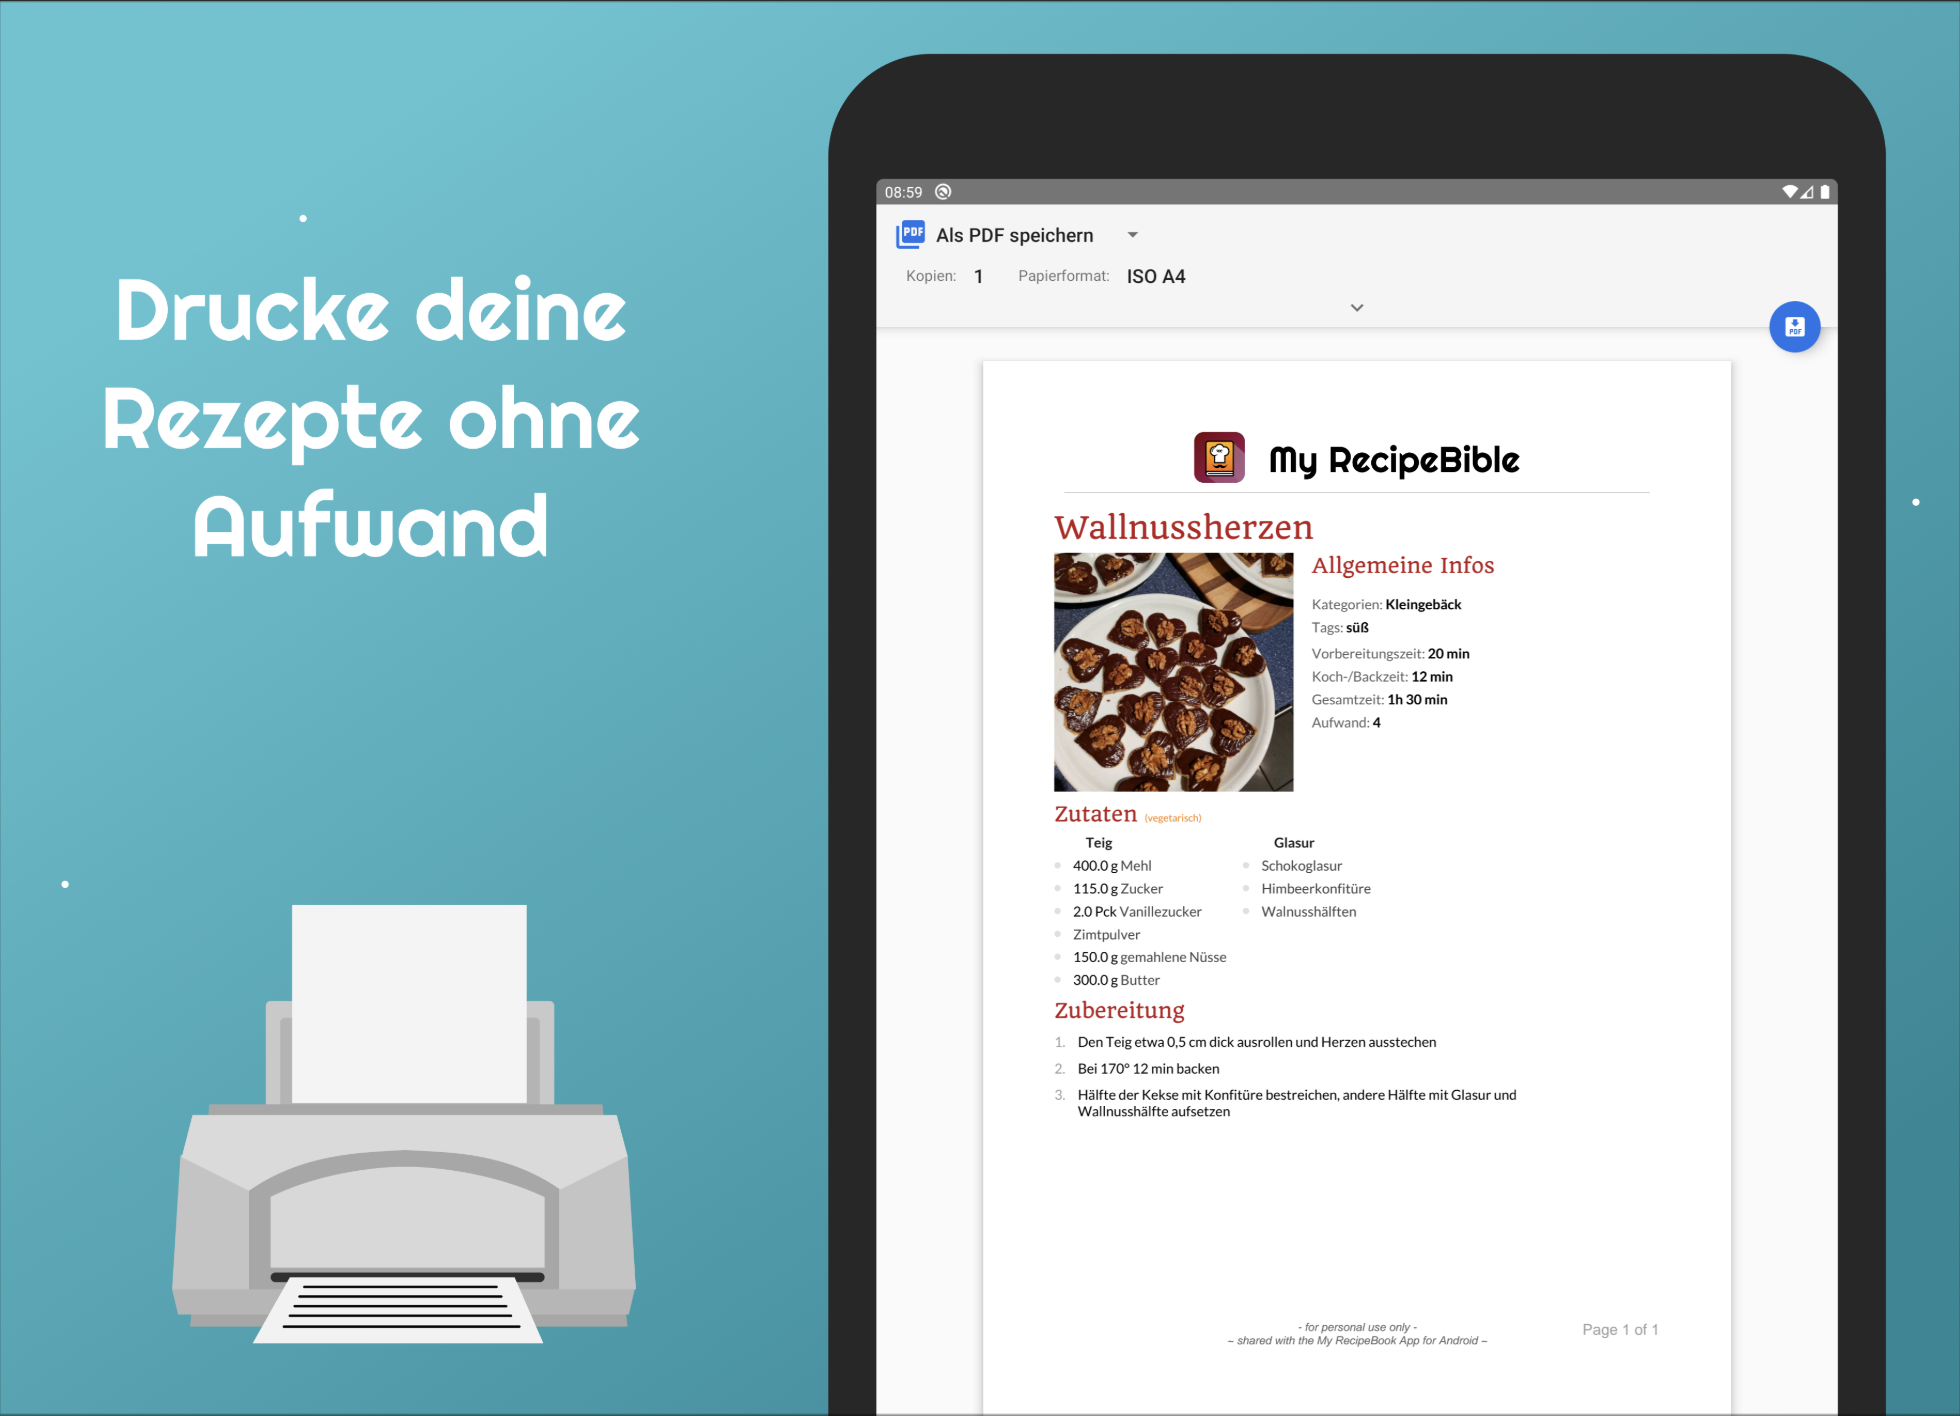 Drucke deine
Rezepte ohne
Aufwand
08:59
PDF
Als PDF speichern
Kopien: 1 Papierformat: ISO A4
PDF
My RecipeBible
Wallnussherzen
Allgemeine Infos
Kategorien: Kleingebäck
Tags: süß
Vorbereitungszeit: 20 min
Koch-/Backzeit: 12 min
Gesamtzeit: 1h 30 min
Aufwand: 4
Zutaten (vegetarisch)
Teig
400.0 g Mehl
115.0 g Zucker
2.0 Pck Vanillezucker
Zimtpulver
150.0 g gemahlene Nüsse
300.0 g Butter
Glasur
Schokoglasur
Himbeerkonfitüre
Walnusshälften
Zubereitung
1. Den Teig etwa 0,5 cm dick ausrollen und Herzen ausstechen
2. Bei 170° 12 min backen
3. Hälfte der Kekse mit Konfitüre bestreichen, andere Hälfte mit Glasur und
Wallnusshälfte aufsetzen
- for personal use only -
~ shared with the My RecipeBook App for Android ~
Page 1 of 1